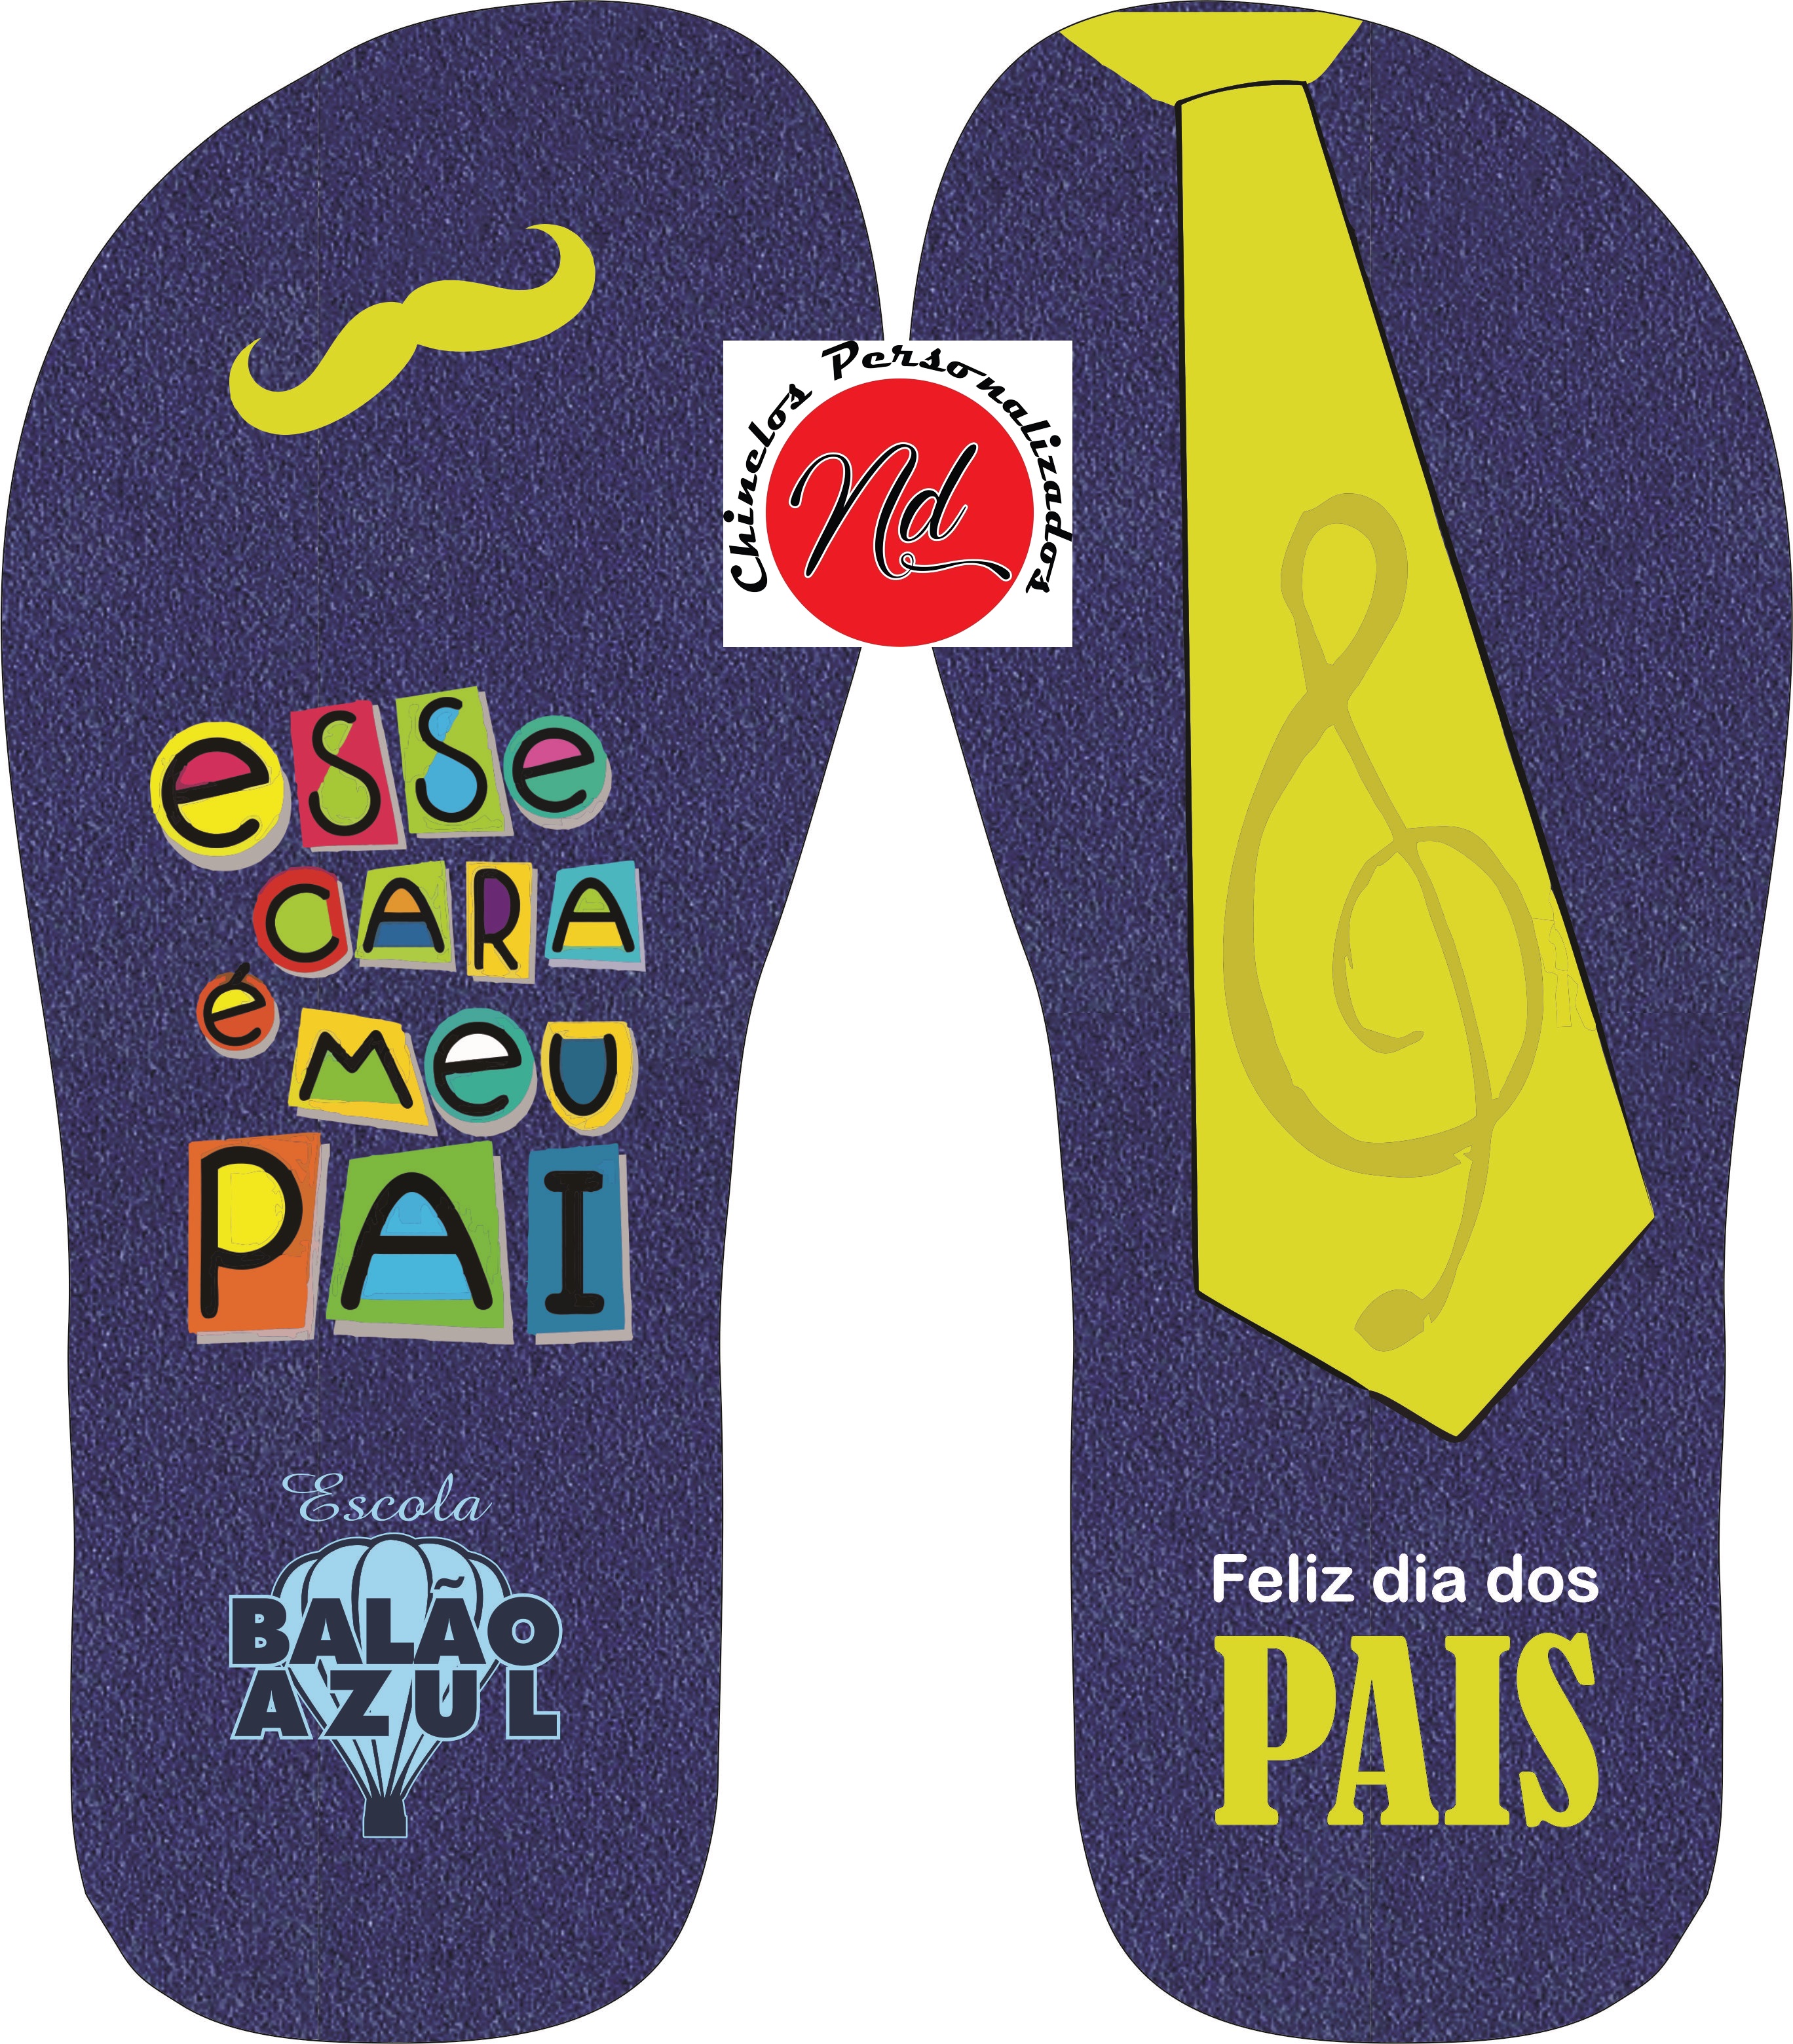 Chinelos Personalizados
Nd
esse
CARA
é MeU
PAI
Escola
BALÃO
AZUL
Feliz dia dos
PAIS